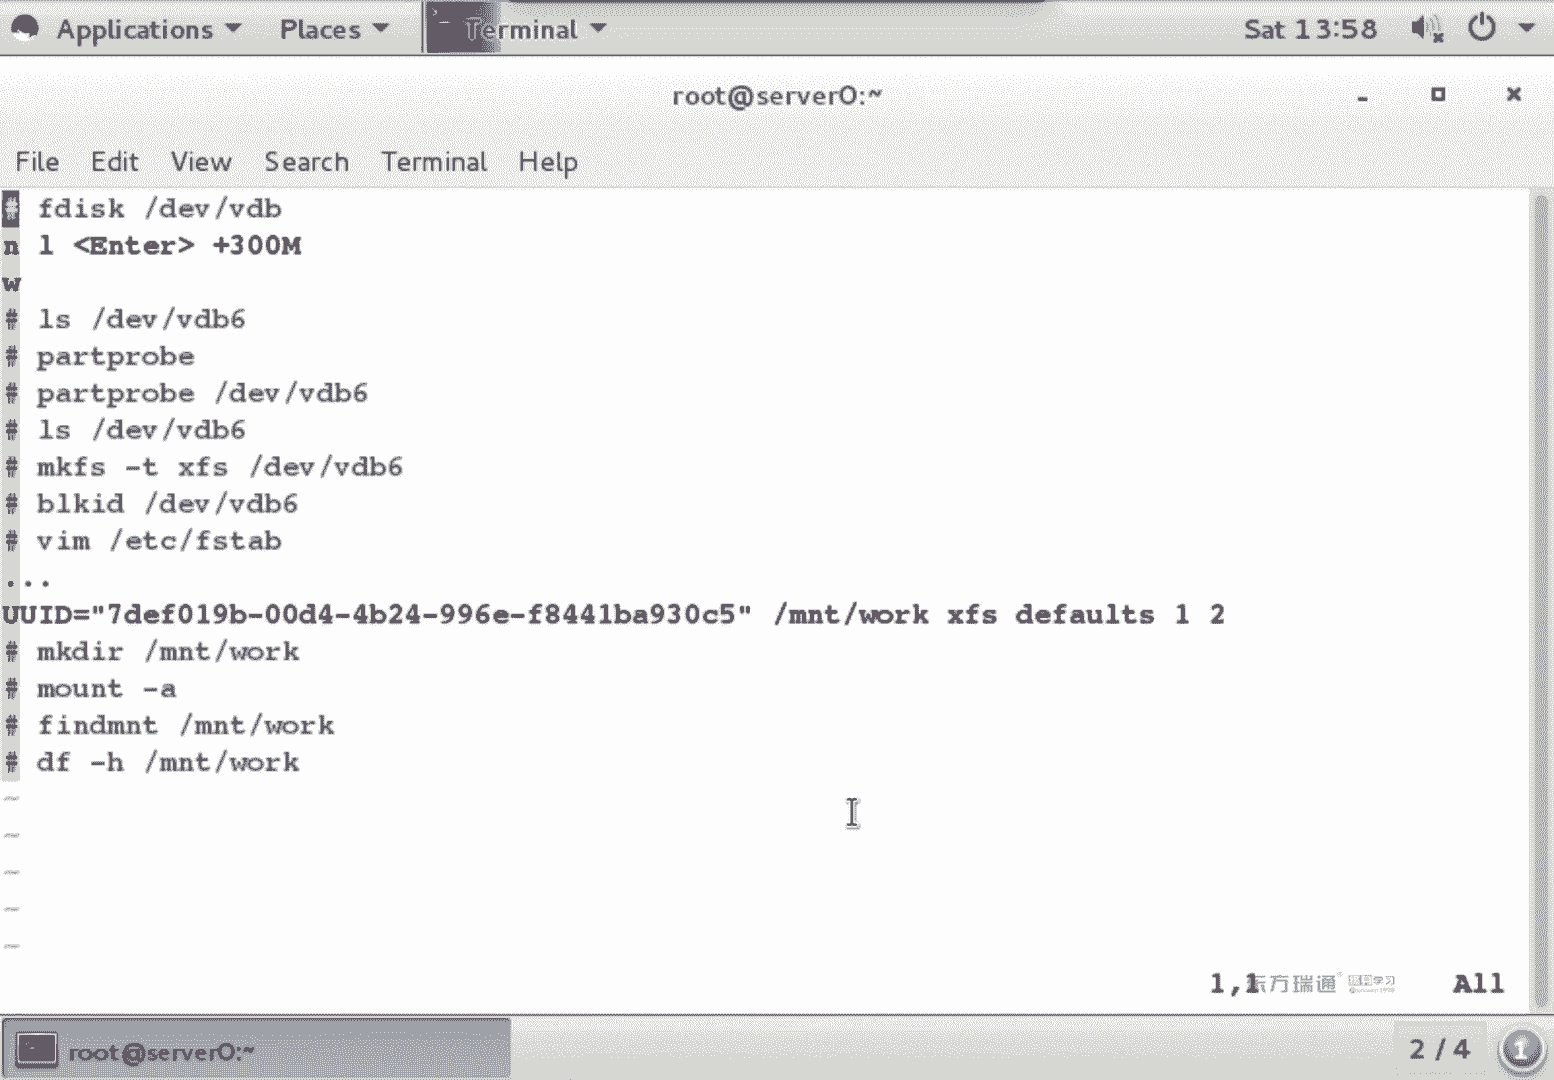 Applications Places Terminal Sat 13:58
root@server0:~
File Edit View Search Terminal Help
# fdisk /dev/vdb
n l <Enter> +300M
w
# ls /dev/vdb6
# partprobe
# partprobe /dev/vdb6
# ls /dev/vdb6
# mkfs -t xfs /dev/vdb6
# blkid /dev/vdb6
# vim /etc/fstab
...
UUID="7def019b-00d4-4b24-996e-f8441ba930c5" /mnt/work xfs defaults 1 2
# mkdir /mnt/work
# mount -a
# findmnt /mnt/work
# df -h /mnt/work
~
~
~
~
~
1,1 东方瑞通 All
root@server0:~ 2 / 4 1